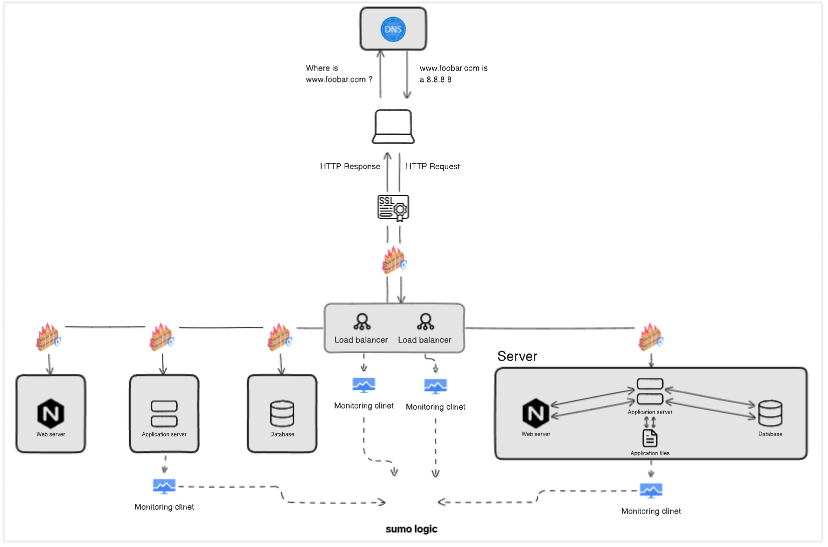 DNS
Where is
www.foobar.com ?
www.foobar.com is
a 8.8.8 8
HTTP Response
HTTP Request
SSL
Load balancer
Load balancer
Server
Monitoring clinet
Monitoring clinet
N
Web server
Application server
Database
N
Web server
Application server
Application files
Database
Monitoring clinet
Monitoring clinet
sumo logic